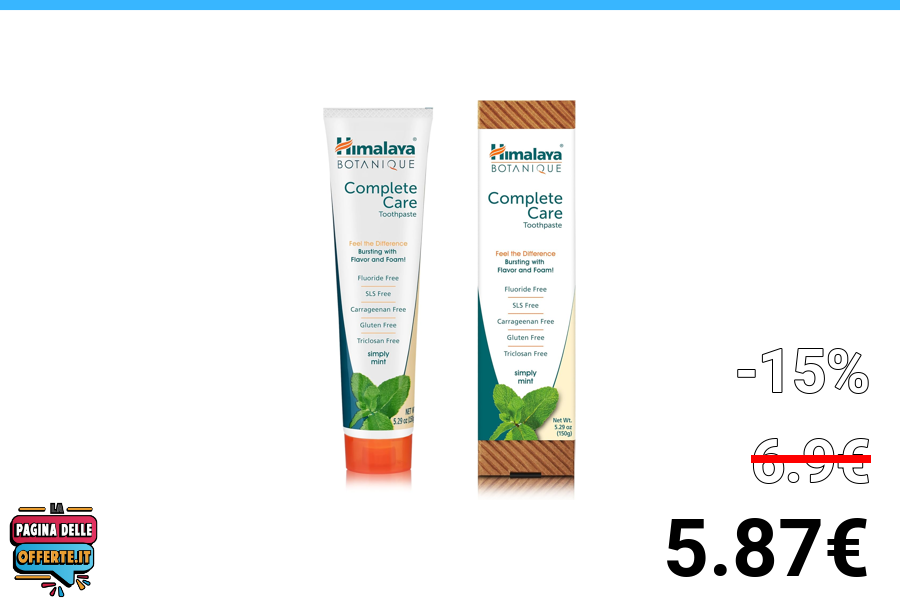 Himalaya®
BOTANIQUE
Complete
Care
Toothpaste
Feel the Difference
Bursting with
Flavor and Foam!
Fluoride Free
SLS Free
Carrageenan Free
Gluten Free
Triclosan Free
simply
mint
5.29 oz
Himalaya®
BOTANIQUE
Complete
Care
Toothpaste
Feel the Difference
Bursting with
Flavor and Foam!
Fluoride Free
SLS Free
Carrageenan Free
Gluten Free
Triclosan Free
simply
mint
Net Wt.
5.29 oz
(150g)
-15%
6.9€
5.87€
LA
PAGINA DELLE
OFFERTE.IT